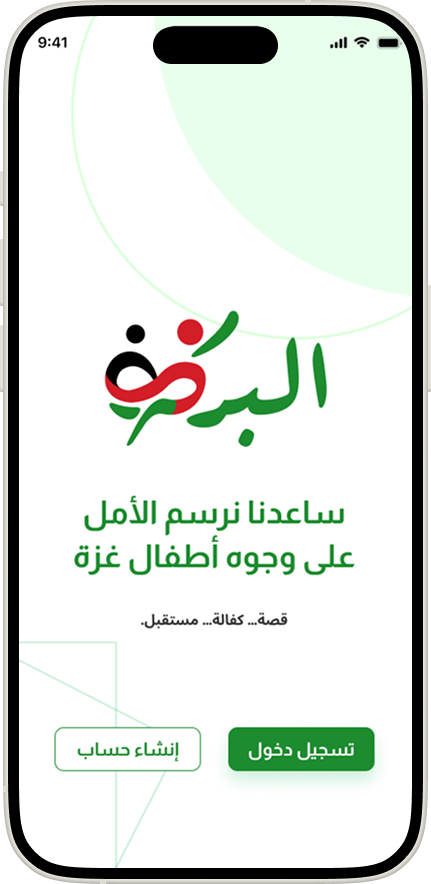 9:41
البركة
ساعدنا نرسم الأمل
على وجوه أطفال غزة
قصة... كفالة... مستقبل.
تسجيل دخول
إنشاء حساب